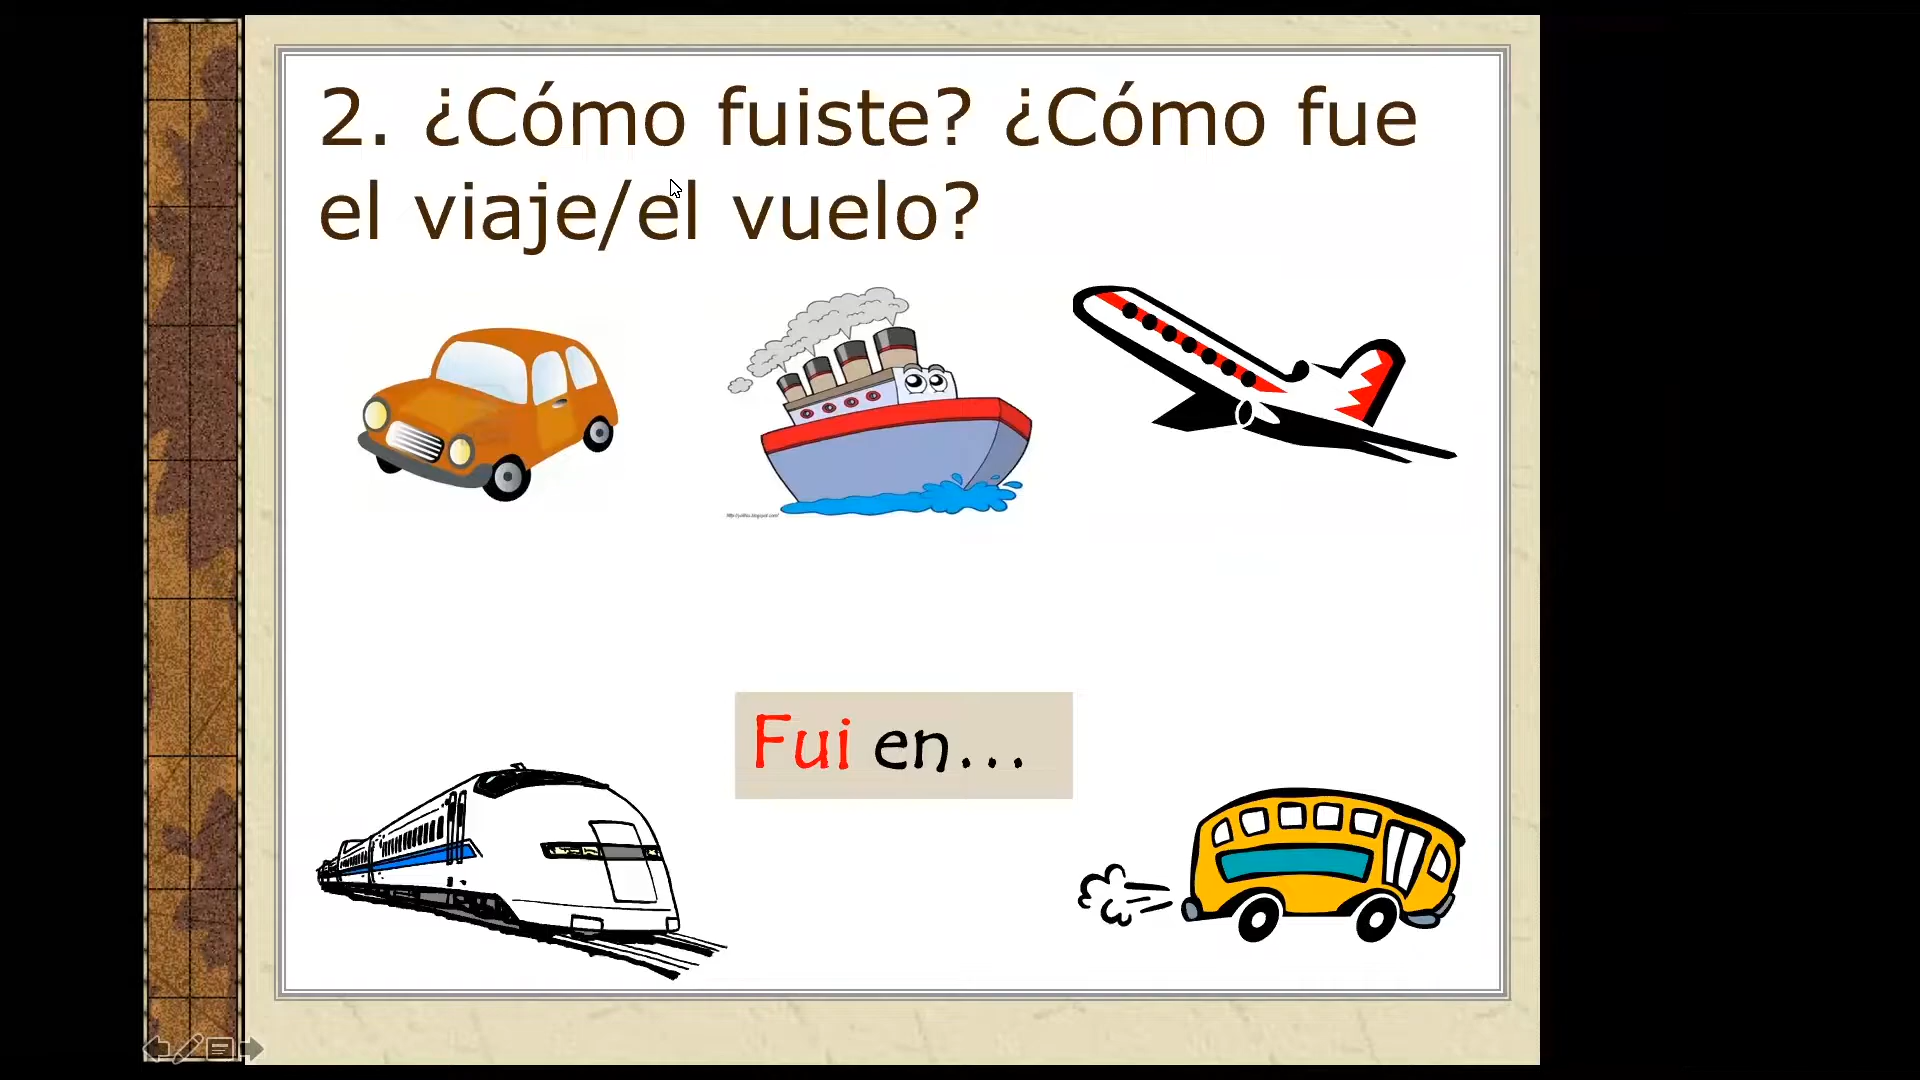 2. ¿Cómo fuiste? ¿Cómo fue
el viaje/el vuelo?
Fui en...